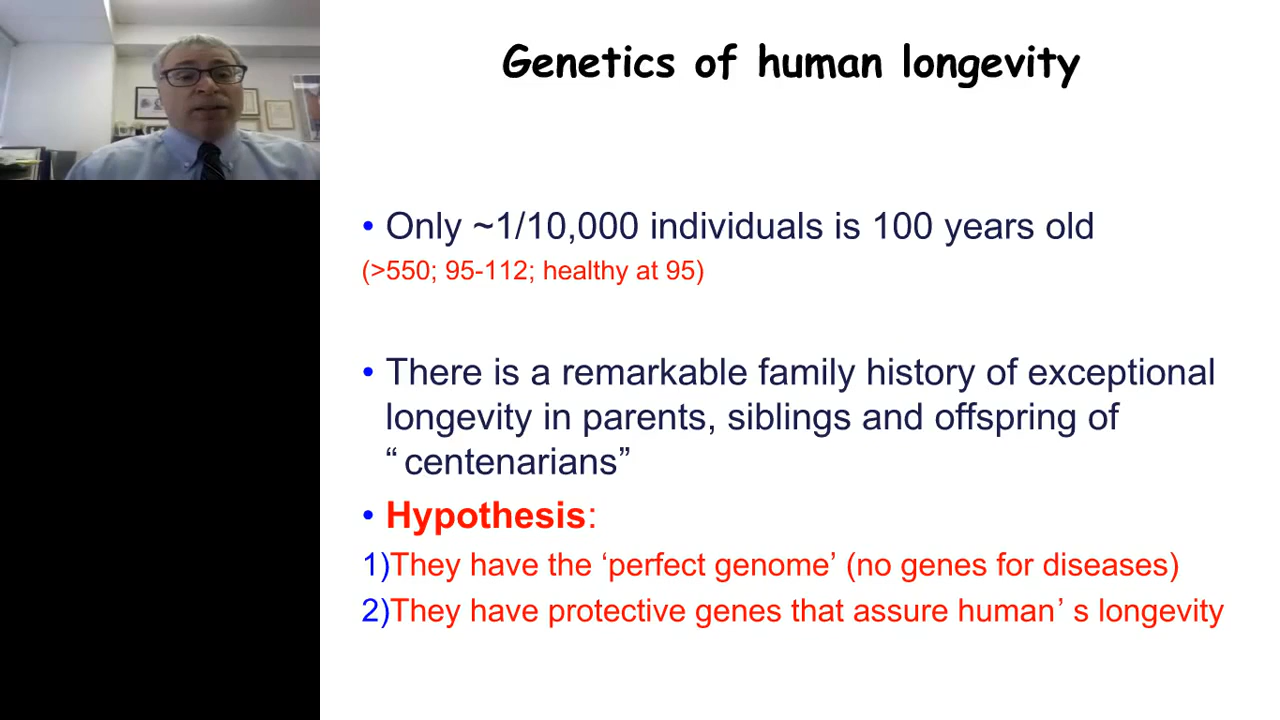 Genetics of human longevity
• Only ~1/10,000 individuals is 100 years old
(>550; 95-112; healthy at 95)
• There is a remarkable family history of exceptional
longevity in parents, siblings and offspring of
“ centenarians”
• Hypothesis:
1)They have the ‘perfect genome’ (no genes for diseases)
2)They have protective genes that assure human’ s longevity